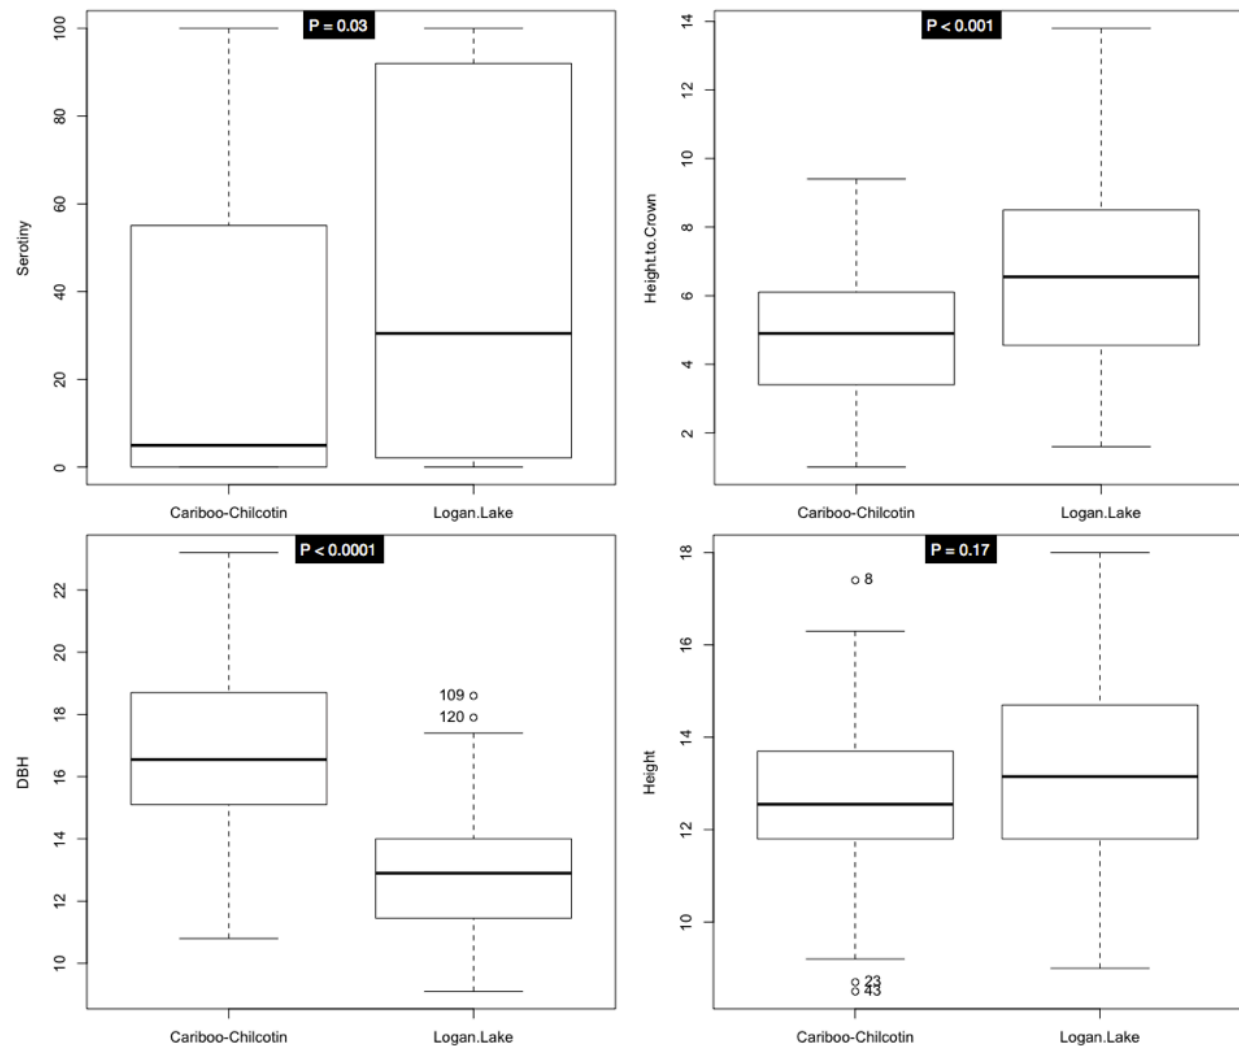 P = 0.03
Serotiny
0
20
40
60
80
100
Cariboo-Chilcotin
Logan.Lake
P < 0.001
Height.to.Crown
2
4
6
8
10
12
14
Cariboo-Chilcotin
Logan.Lake
P < 0.0001
DBH
10
12
14
16
18
20
22
109
120
Cariboo-Chilcotin
Logan.Lake
P = 0.17
Height
10
12
14
16
18
8
23
43
Cariboo-Chilcotin
Logan.Lake